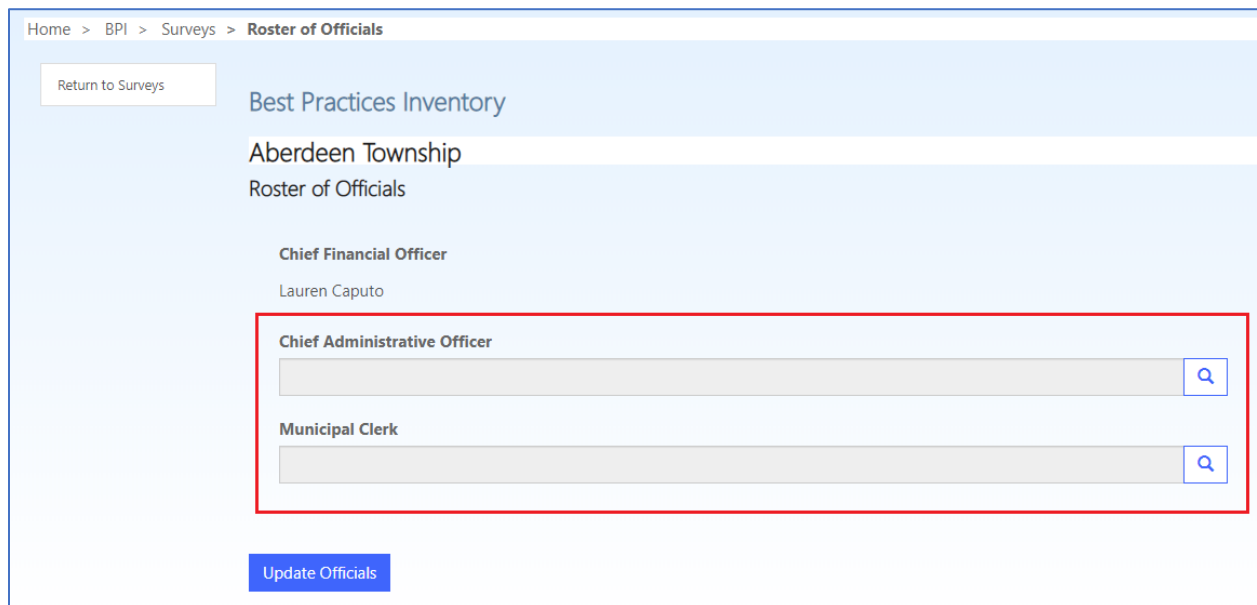 Home > BPI > Surveys > Roster of Officials
Return to Surveys
Best Practices Inventory
Aberdeen Township
Roster of Officials
Chief Financial Officer
Lauren Caputo
Chief Administrative Officer
Municipal Clerk
Update Officials